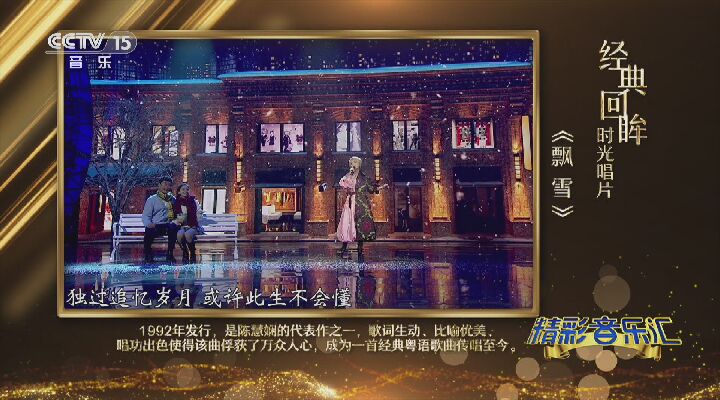 CCTV 15
音乐
经典回眸
时光唱片
《飘雪》
独过追忆岁月 或许此生不会懂
1992年发行，是陈慧娴的代表作之一，歌词生动、比喻优美、
唱功出色使得该曲俘获了万众人心，成为一首经典粤语歌曲传唱至今。
精彩音乐汇